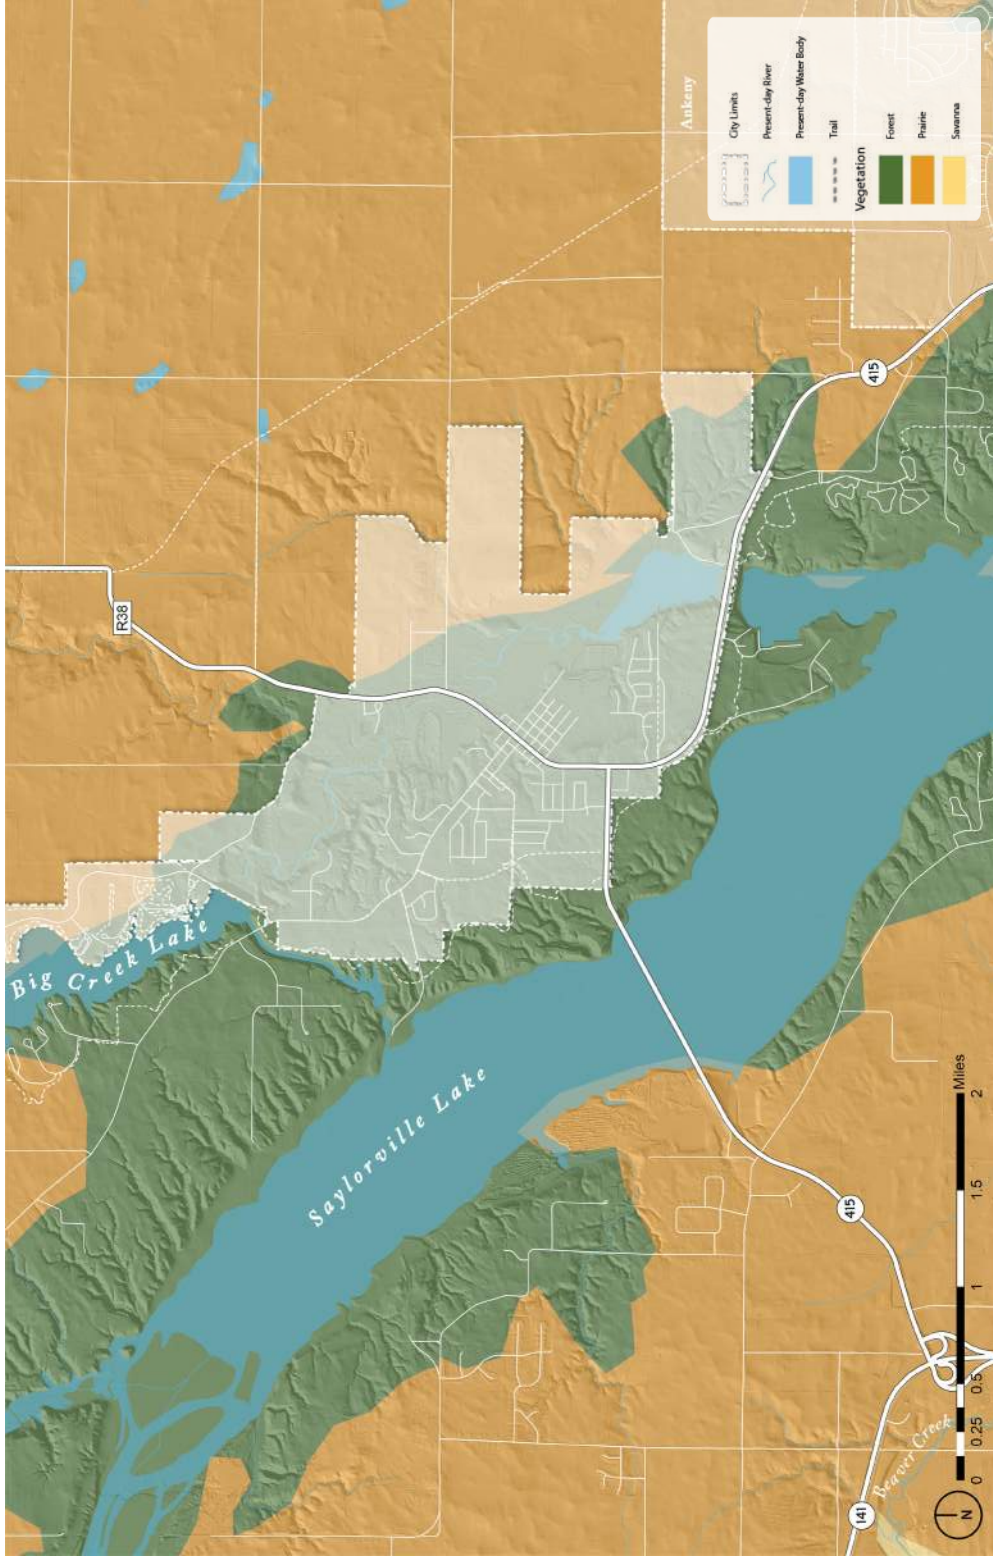 R38
Big
Creek Lake
Saylorville Lake
415
415
141
Beaver Creek
Ankeny
City Limits
Present-day River
Present-day Water Body
Trail
Vegetation
Forest
Prairie
Savanna
0 0.25 0.5 1 1.5 2
Miles
N